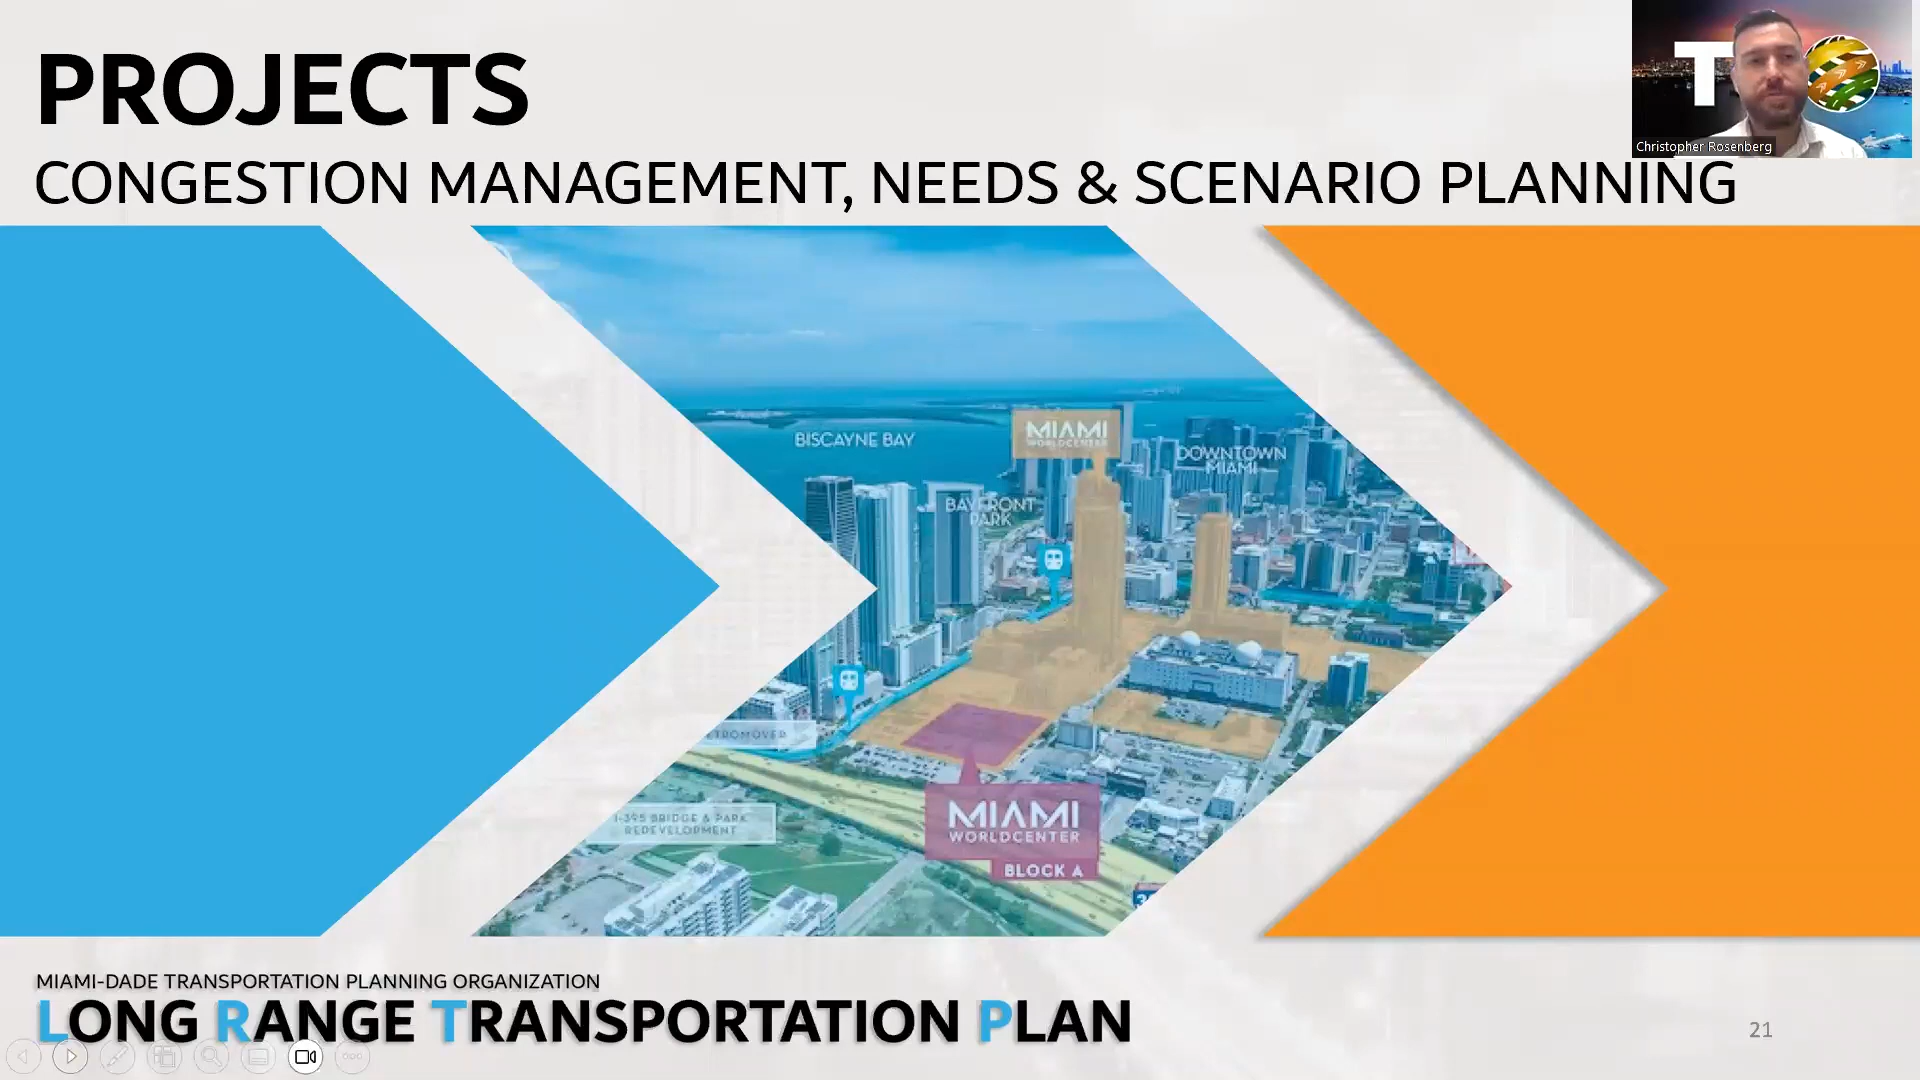 PROJECTS
CONGESTION MANAGEMENT, NEEDS & SCENARIO PLANNING
T
Christopher Rosenberg
BISCAYNE BAY
MIAMI
WORLDCENTER
DOWNTOWN
MIAMI
BAYFRONT
PARK
TROMOVER
I-395 BRIDGE & PARK
REDEVELOPMENT
MIAMI
WORLDCENTER
BLOCK A
MIAMI-DADE TRANSPORTATION PLANNING ORGANIZATION
LONG RANGE TRANSPORTATION PLAN
21